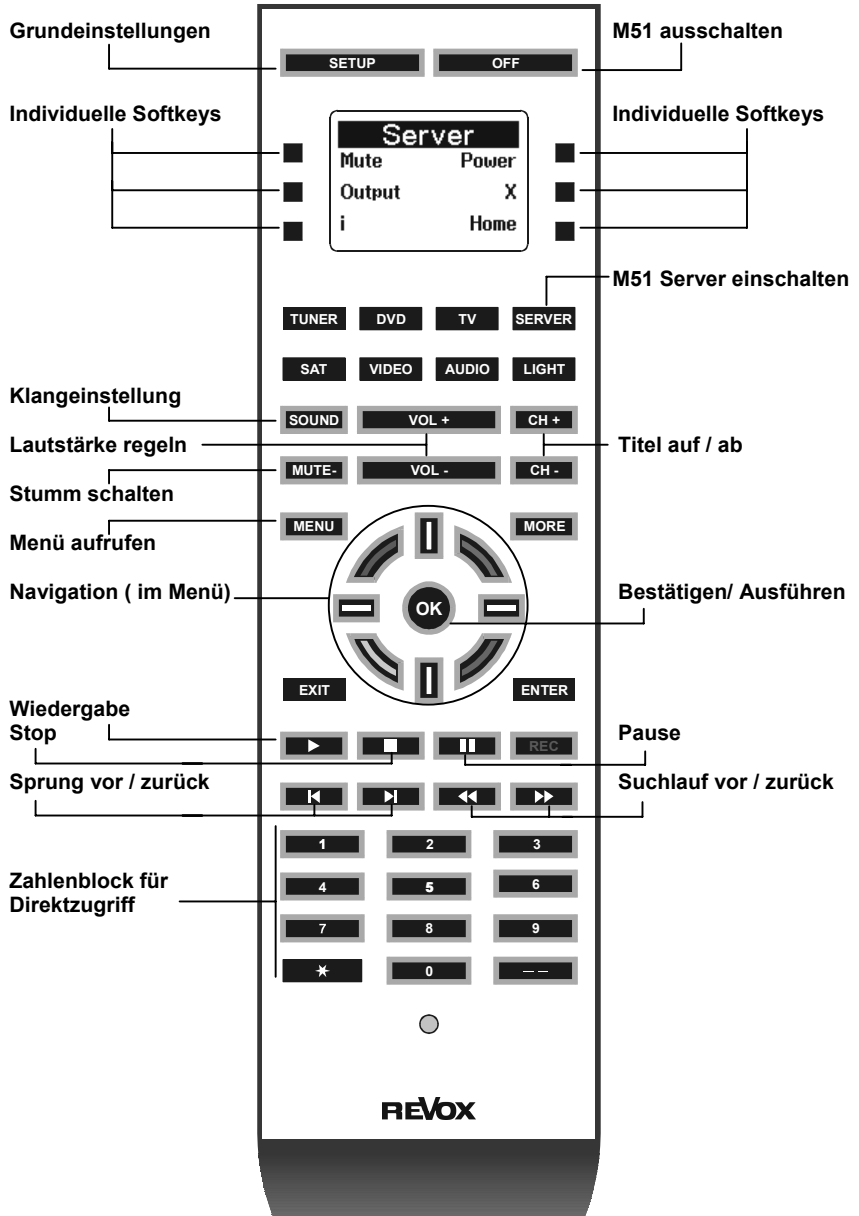 Grundeinstellungen
M51 ausschalten
SETUP OFF
Individuelle Softkeys
Individuelle Softkeys
Server
Mute Power
Output X
i Home
M51 Server einschalten
TUNER DVD TV SERVER
SAT VIDEO AUDIO LIGHT
Klangeinstellung
SOUND VOL + CH +
Lautstärke regeln
Titel auf / ab
MUTE- VOL - CH -
Stumm schalten
MENU MORE
Menü aufrufen
Navigation ( im Menü)
OK
Bestätigen/ Ausführen
EXIT ENTER
Wiedergabe
Stop
Pause
REC
Sprung vor / zurück
Suchlauf vor / zurück
1 2 3
Zahlenblock für
Direktzugriff
4 5 6
7 8 9
* 0 – –
REVOX